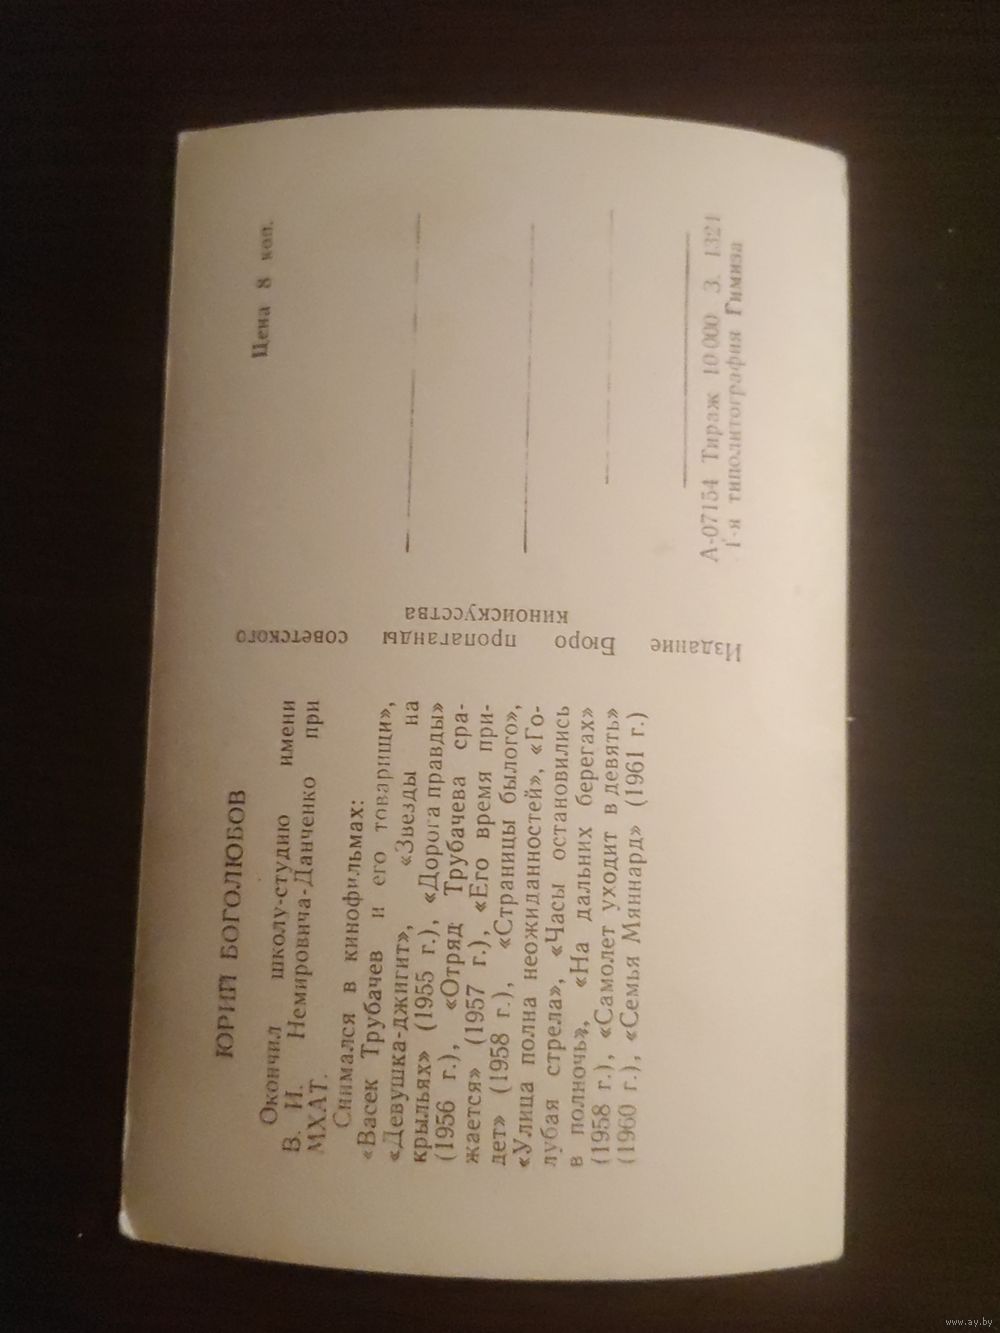 ЮРИЙ БОГОЛЮБОВ
Окончил школу-студию имени
В. И. Немировича-Данченко при
МХАТ.
Снимался в кинофильмах:
«Васек Трубачев и его товарищи»,
«Девушка-джигит», «Звезды на
крыльях» (1955 г.), «Дорога правды»
(1956 г.), «Отряд Трубачева сра-
жается» (1957 г.), «Его время при-
дет» (1958 г.), «Страницы былого»,
«Улица полна неожиданностей», «Го-
лубая стрела», «Часы остановились
в полночь», «На дальних берегах»
(1958 г.), «Самолет уходит в девять»
(1960 г.), «Семья Мяннард» (1961 г.)
Издание Бюро пропаганды советского
киноискусства
Цена 8 коп.
А-07154 Тираж 10 000 З. 1321
1-я типолитография Гимиза
www.ay.by